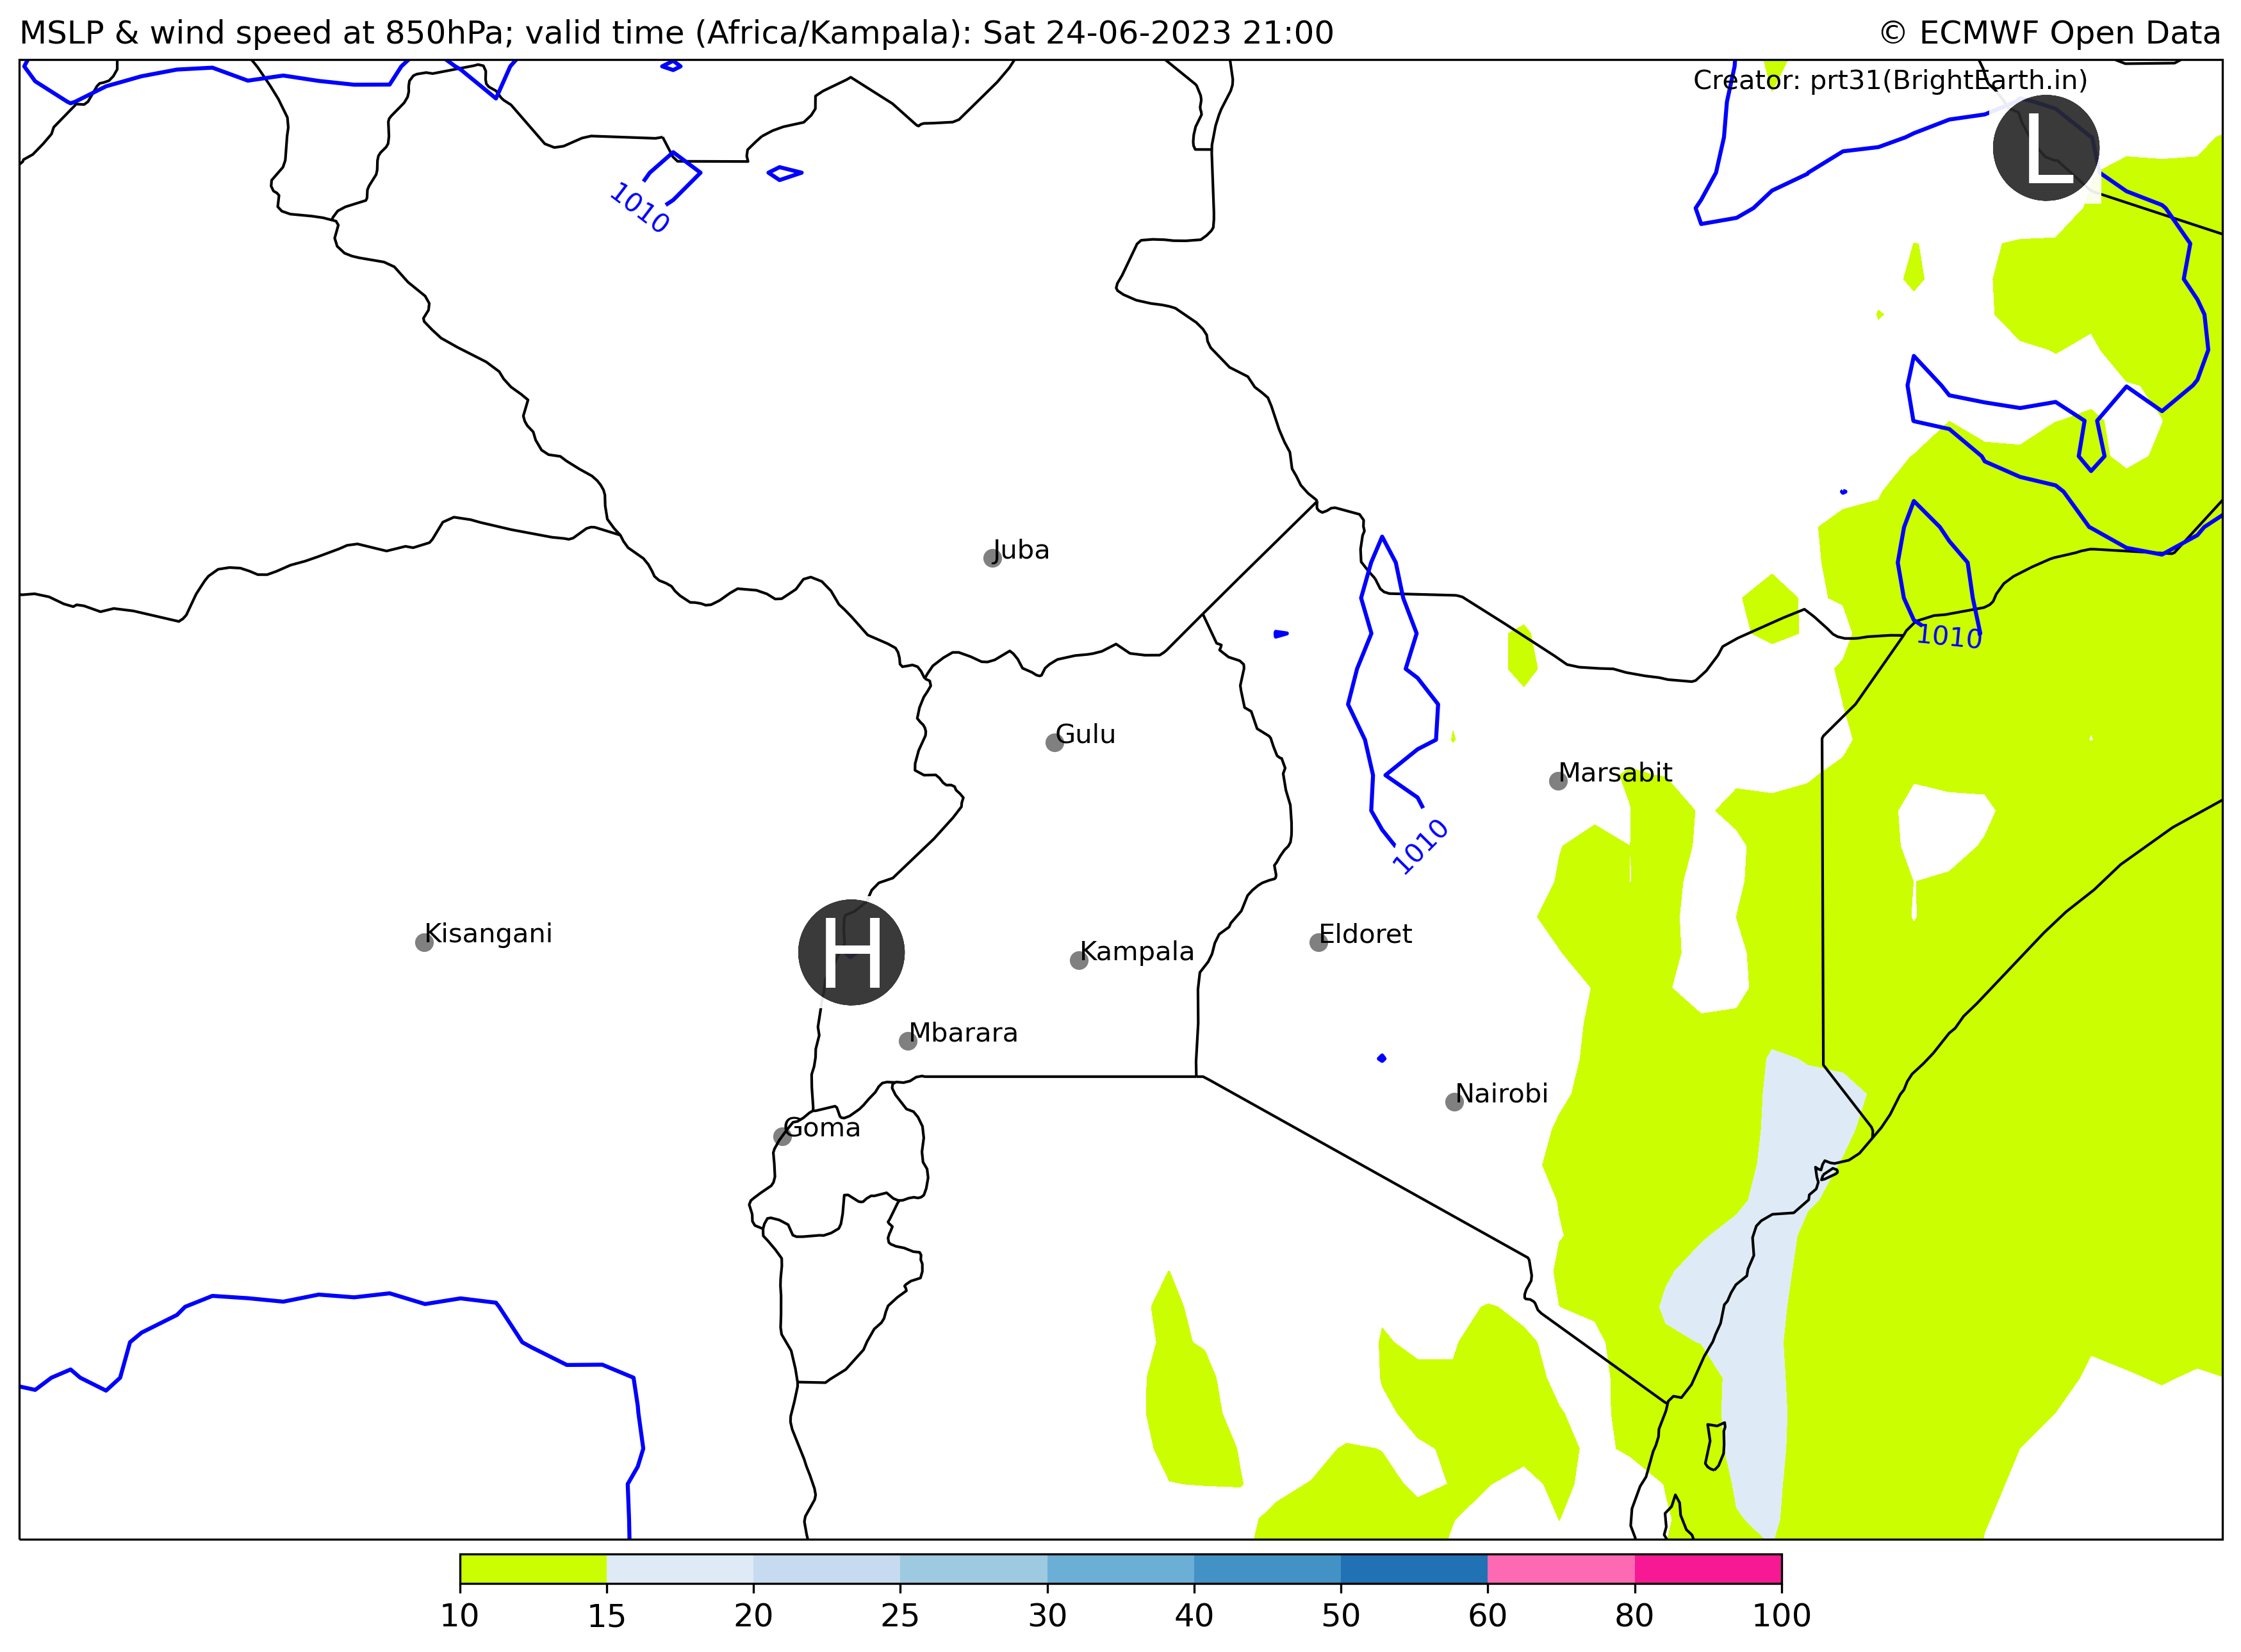 MSLP & wind speed at 850hPa; valid time (Africa/Kampala): Sat 24-06-2023 21:00
© ECMWF Open Data
Creator: prt31(BrightEarth.in)
L
1010
Juba
1010
Gulu
Marsabit
1010
Kisangani
H
Kampala
Eldoret
Mbarara
Nairobi
Goma
10 15 20 25 30 40 50 60 80 100